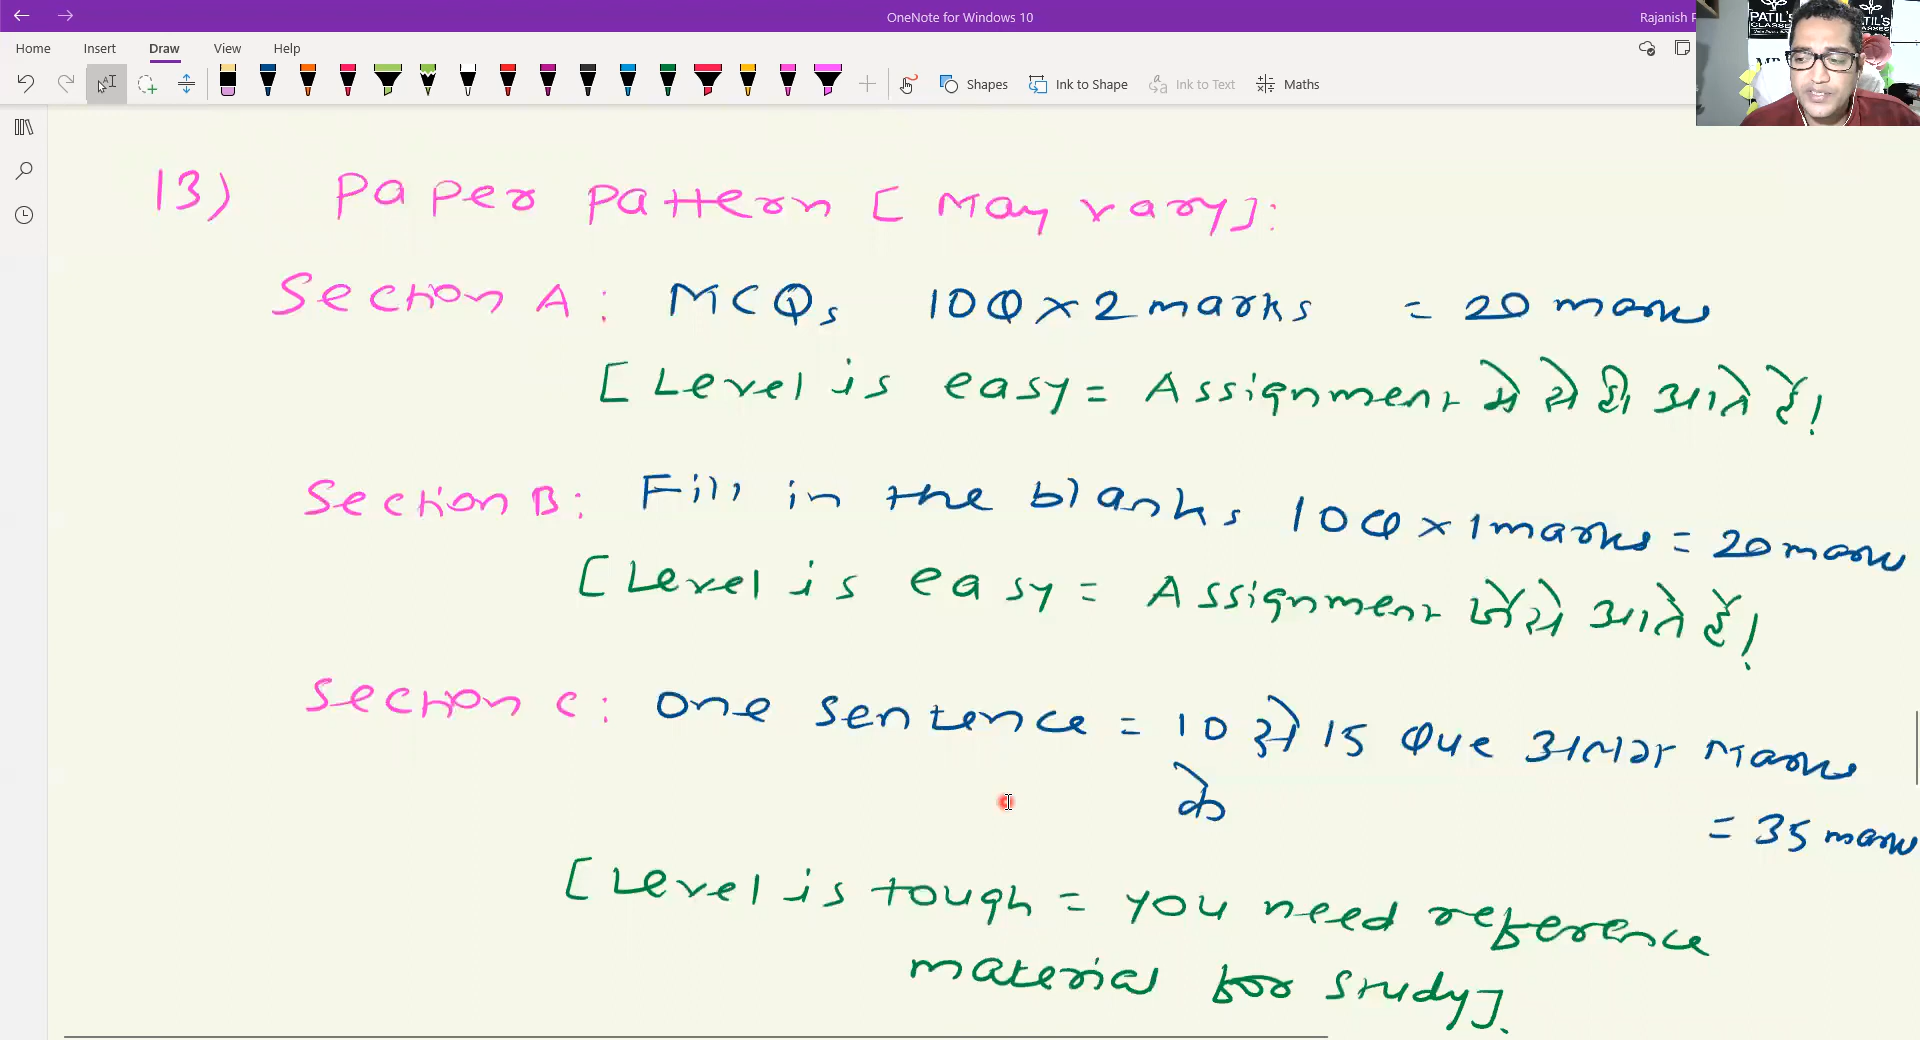 OneNote for Windows 10
Rajanish P
Home Insert Draw View Help
Shapes Ink to Shape Ink to Text Maths
PATIL'S
13) Paper Pattern [May vary]:
Section A: MCQs 10Q × 2 marks = 20 marks
[Level is easy = Assignment में से ही आते हैं!
Section B: Fill in the blanks 10Q × 1 marks = 20 marks
[Level is easy = Assignment में से आते हैं!
Section C: One sentence = 10 से 15 Que अलग Marks
के
= 35 marks
[Level is tough = you need reference
material for study].